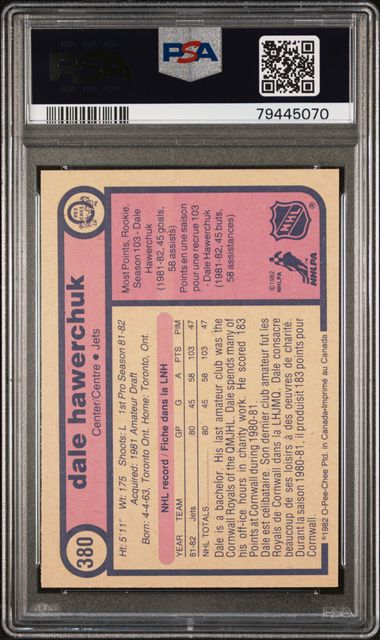 PSA
PSA
79445070
380
dale hawerchuk
Center/Centre • Jets
O-PEE-CHEE
Ht: 5'11" Wt: 175 Shoots: L 1st Pro Season 81-82
Acquired: 1981 Amateur Draft
Born: 4-4-63, Toronto Ont. Home: Toronto, Ont.
NHL record / Fiche dans la LNH
YEAR TEAM GP G A PTS PIM
81-82 Jets 80 45 58 103 47
NHL TOTALS 80 45 58 103 47
Most Points, Rookie,
Season 103 - Dale
Hawerchuk
(1981-82, 45 goals,
58 assists)
Points en une saison
pour une recrue 103
- Dale Hawerchuk
(1981-82, 45 buts,
58 assistances)
Dale is a bachelor. His last amateur club was the
Cornwall Royals of the QMJHL. Dale spends many of
his off-ice hours in charity work. He scored 183
Points at Cornwall during 1980-81.
Dale est celibataire. Son dernier club amateur fut les
Royals de Cornwall dans la LHJMQ. Dale consacre
beaucoup de ses loisirs à des oeuvres de charité.
Durant la saison 1980-81, il produisit 183 points pour
Cornwall.
©1982
NHLPA
NHLPA
NHL
®
©1982 O-Pee-Chee Ptd. in Canada-Imprimé au Canada